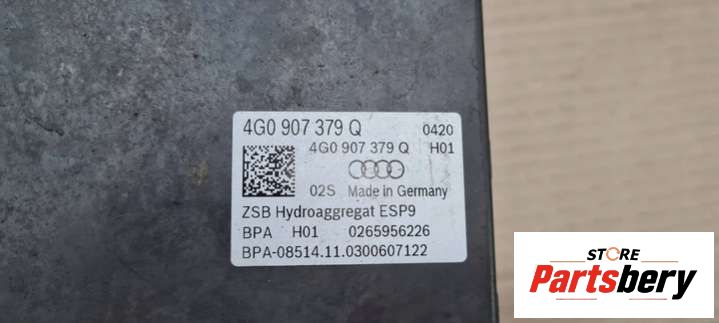 4G0 907 379 Q 0420
4G0 907 379 Q H01
02S Made in Germany
ZSB Hydroaggregat ESP9
BPA H01 0265956226
BPA-08514.11.0300607122
STORE
Partsbery